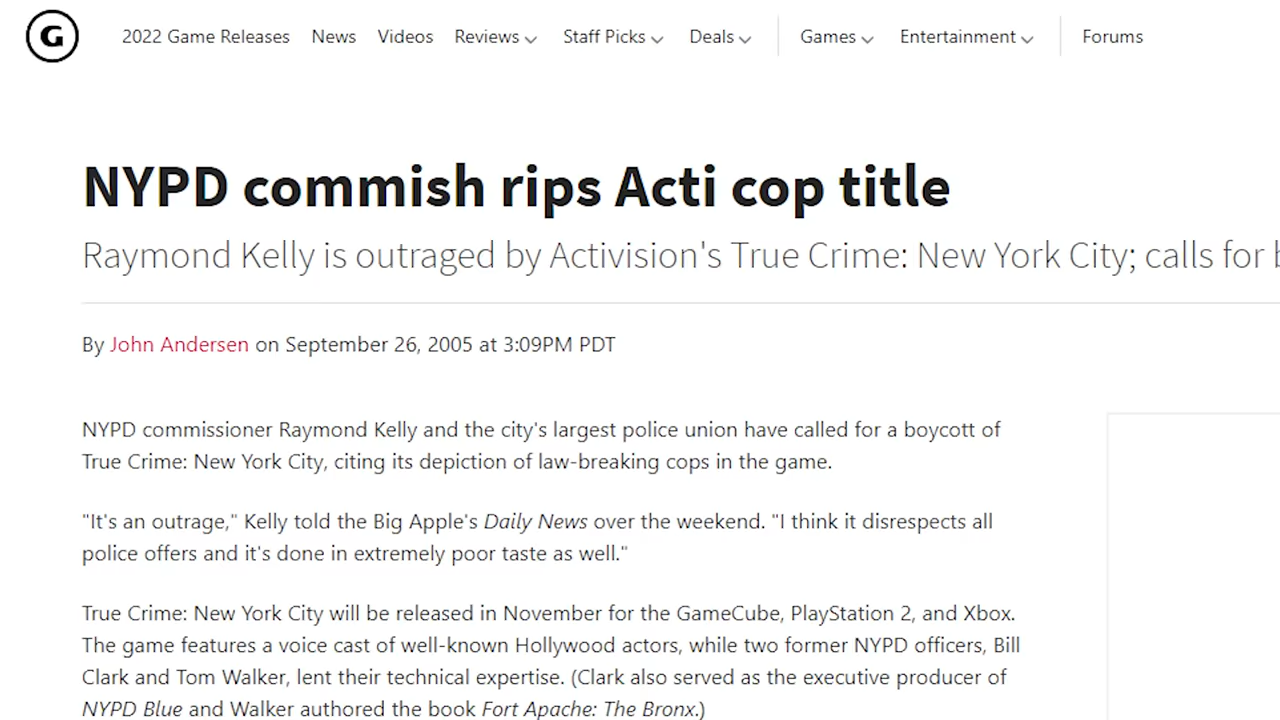 G
2022 Game Releases News Videos Reviews Staff Picks Deals Games Entertainment Forums
NYPD commish rips Acti cop title
Raymond Kelly is outraged by Activision's True Crime: New York City; calls for b
By John Andersen on September 26, 2005 at 3:09PM PDT
NYPD commissioner Raymond Kelly and the city's largest police union have called for a boycott of
True Crime: New York City, citing its depiction of law-breaking cops in the game.
"It's an outrage," Kelly told the Big Apple's Daily News over the weekend. "I think it disrespects all
police offers and it's done in extremely poor taste as well."
True Crime: New York City will be released in November for the GameCube, PlayStation 2, and Xbox.
The game features a voice cast of well-known Hollywood actors, while two former NYPD officers, Bill
Clark and Tom Walker, lent their technical expertise. (Clark also served as the executive producer of
NYPD Blue and Walker authored the book Fort Apache: The Bronx.)